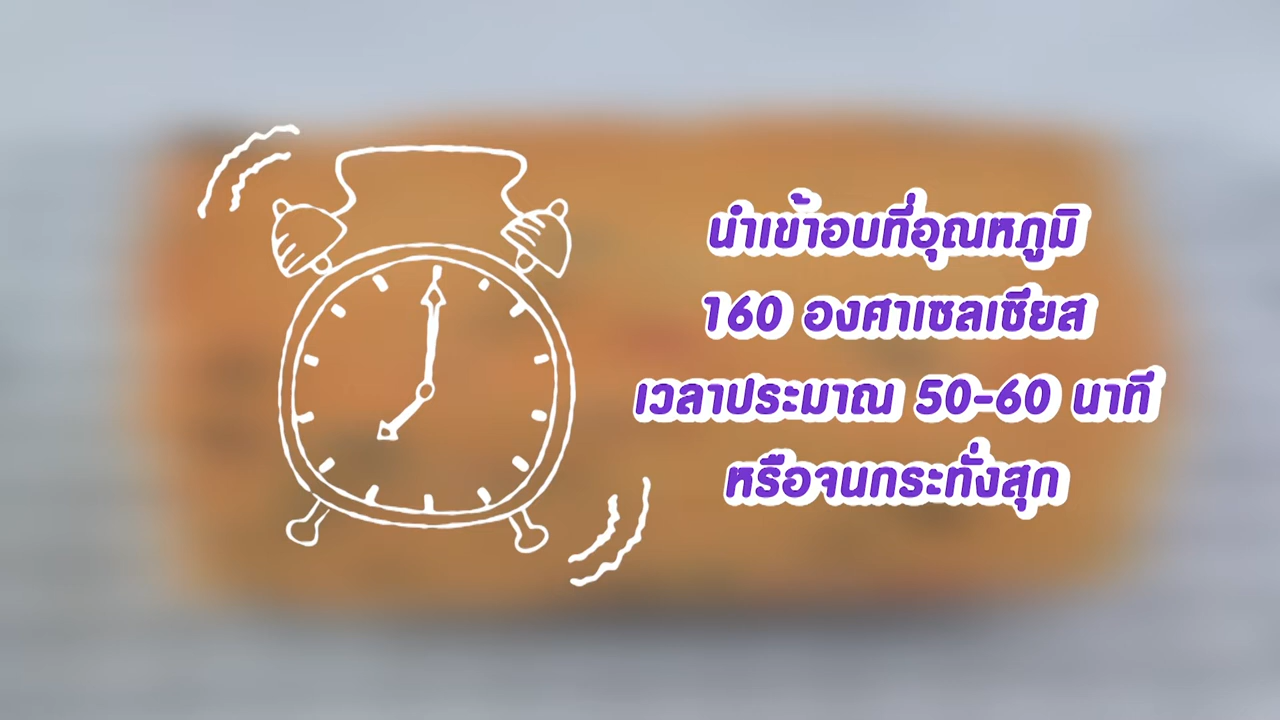 นำเข้าอบที่อุณหภูมิ
160 องศาเซลเซียส
เวลาประมาณ 50-60 นาที
หรือจนกระทั่งสุก